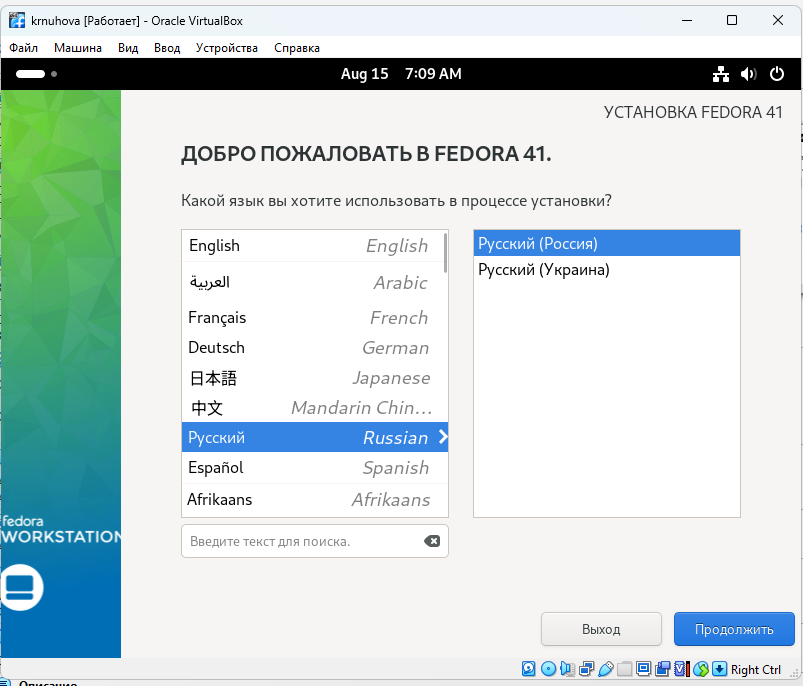 krnuhova [Работает] - Oracle VirtualBox
Файл Машина Вид Ввод Устройства Справка
Aug 15 7:09 AM
УСТАНОВКА FEDORA 41
ДОБРО ПОЖАЛОВАТЬ В FEDORA 41.
Какой язык вы хотите использовать в процессе установки?
English English
العربية Arabic
Français French
Deutsch German
日本語 Japanese
中文 Mandarin Chin...
Русский Russian
Español Spanish
Afrikaans Afrikaans
Введите текст для поиска.
Русский (Россия)
Русский (Украина)
fedora
WORKSTATION
Выход Продолжить
Right Ctrl
Описание